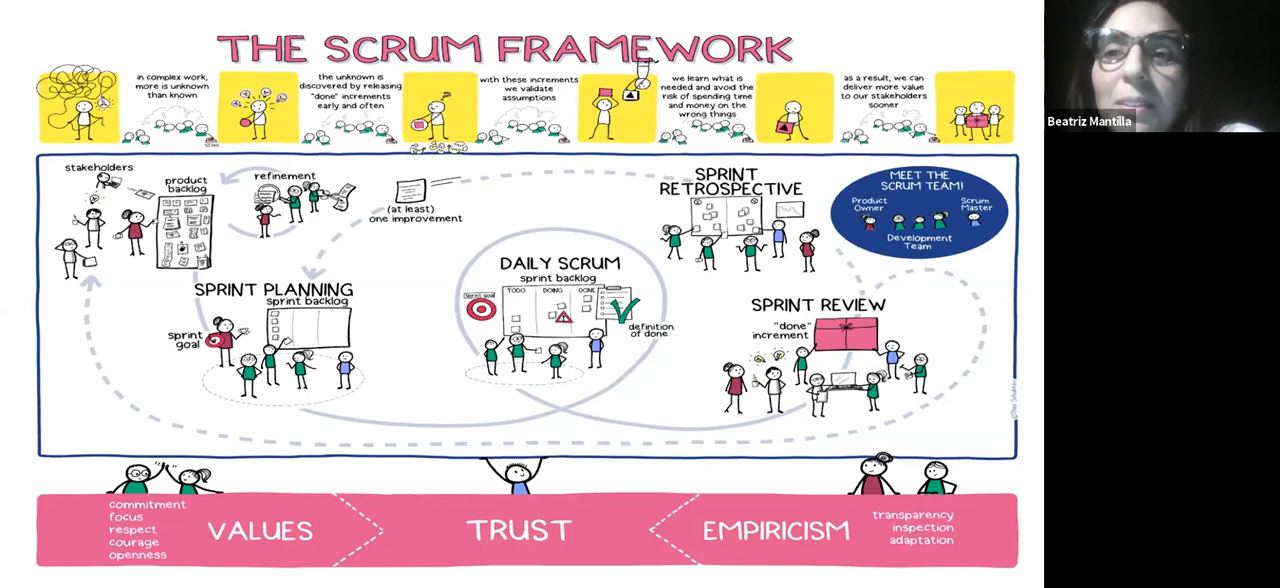 THE SCRUM FRAMEWORK
in complex work,
more is unknown
than known
the unknown is
discovered by releasing
"done" increments
early and often
with these increments
we validate
assumptions
we learn what is
needed and avoid the
risk of spending time
and money on the
wrong things
as a result, we can
deliver more value
to our stakeholders
sooner
Beatriz Mantilla
stakeholders
product
backlog
refinement
(at least)
one improvement
SPRINT
RETROSPECTIVE
MEET THE
SCRUM TEAM!
Product
Owner
Scrum
Master
Development
Team
SPRINT PLANNING
sprint backlog
sprint
goal
DAILY SCRUM
sprint backlog
sprint goal
TODO
DOING
DONE
definition
of done
SPRINT REVIEW
"done"
increment
commitment
focus
respect
courage
openness
VALUES
TRUST
EMPIRICISM
transparency
inspection
adaptation